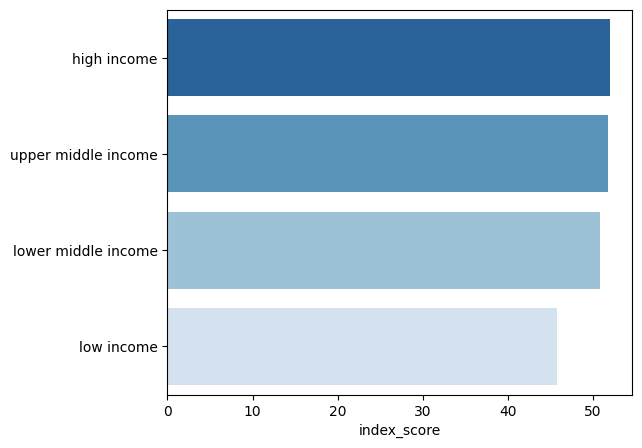 high income
upper middle income
lower middle income
low income
0 10 20 30 40 50
index_score